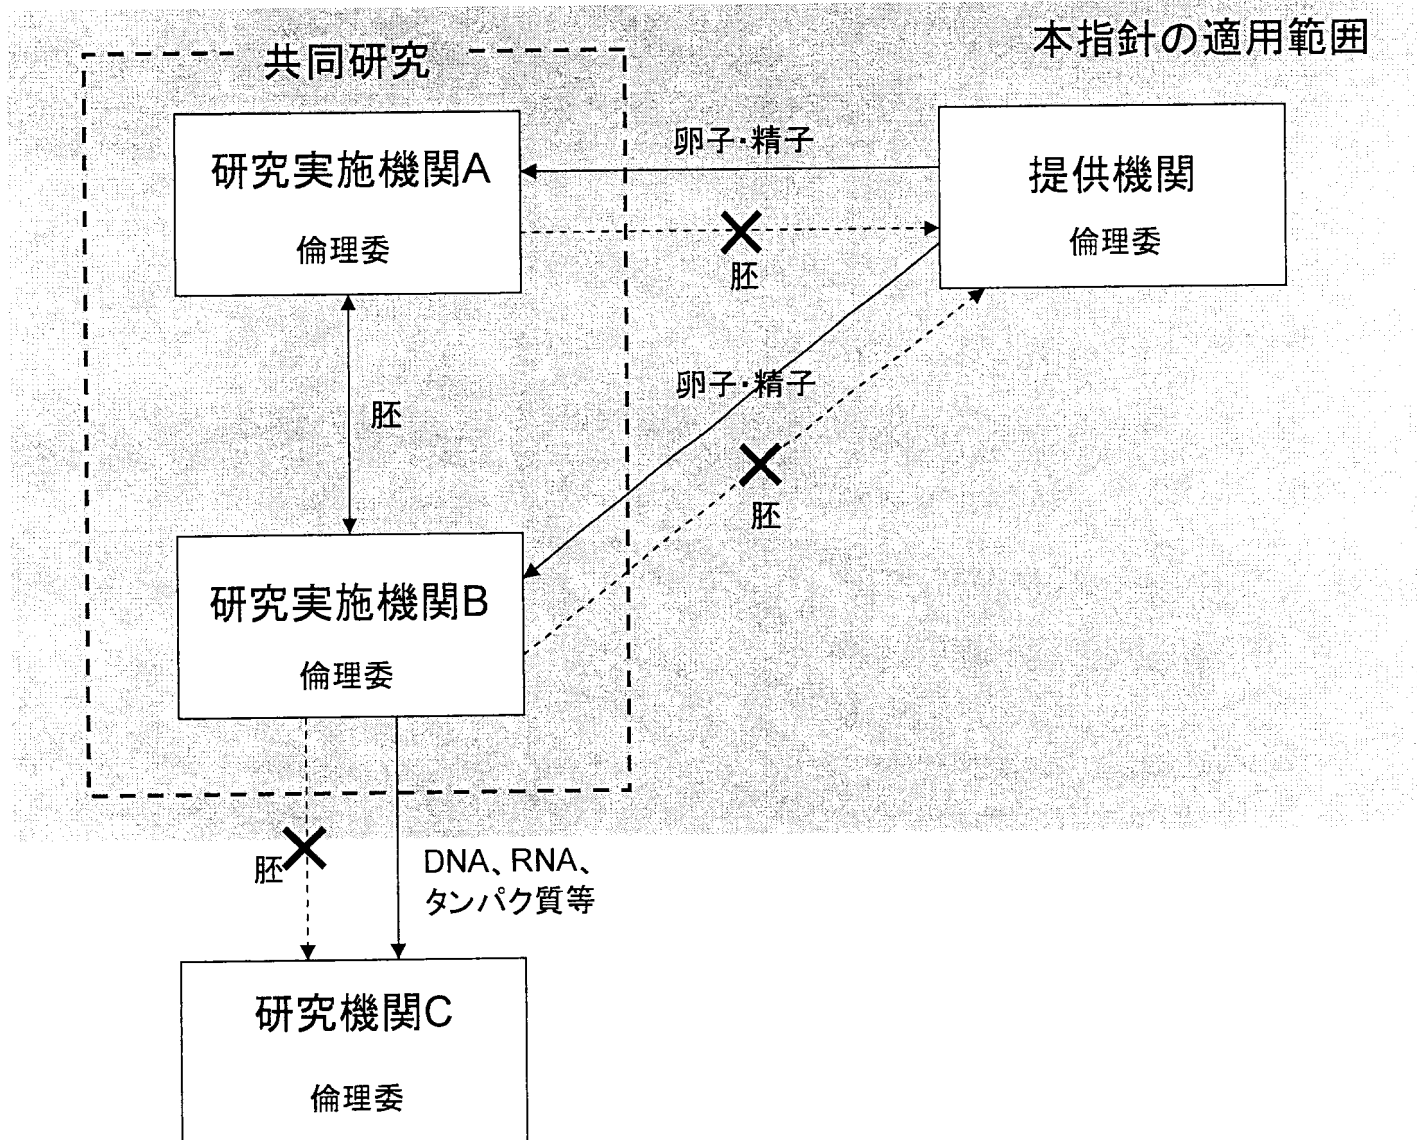 本指針の適用範囲
共同研究
研究実施機関A
倫理委
卵子・精子
提供機関
倫理委
胚
胚
卵子・精子
胚
研究実施機関B
倫理委
胚
DNA、RNA、
タンパク質等
研究機関C
倫理委